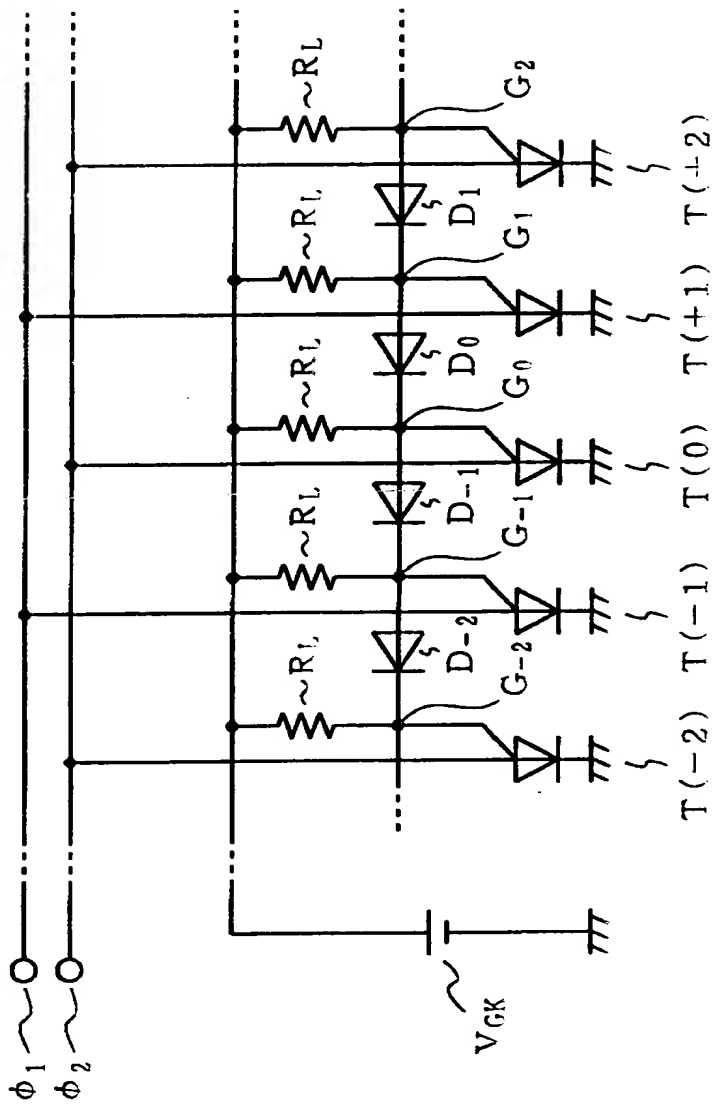 ϕ1
ϕ2
VGK
~RL
~RL
~RL
~RL
~RL
G-2
D-2
G-1
D-1
G0
D0
G1
D1
G2
T(-2)
T(-1)
T(0)
T(+1)
T(+2)